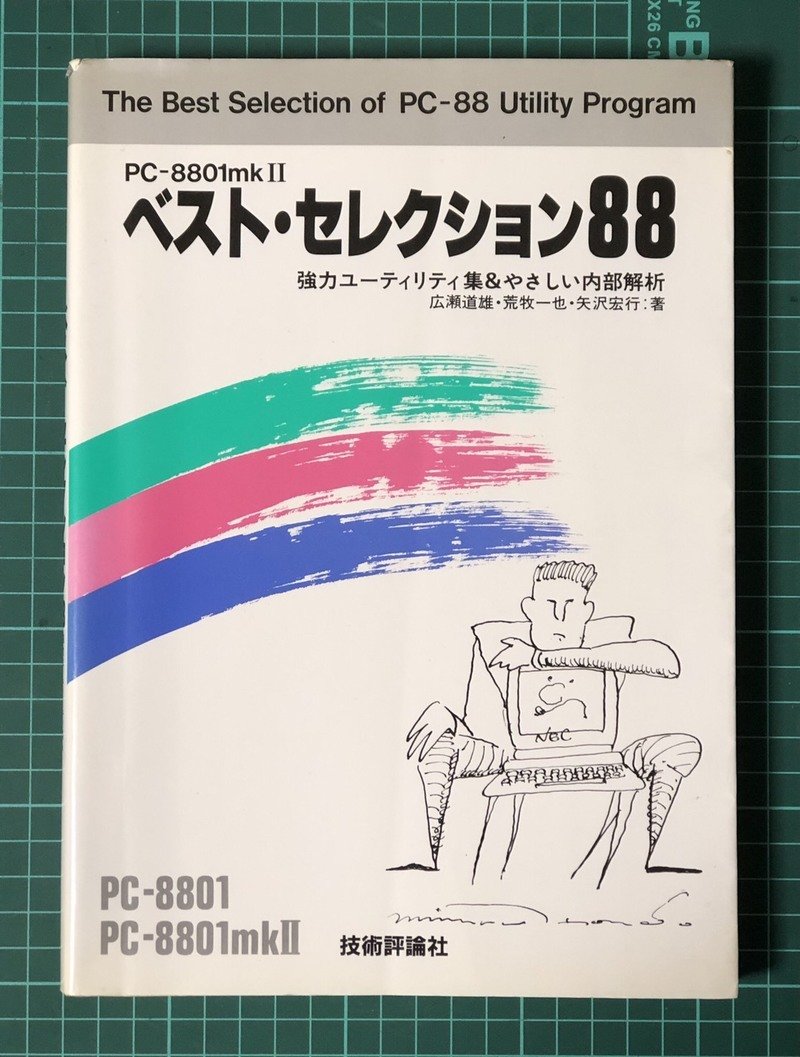 NG
X26 CM
The Best Selection of PC-88 Utility Program
PC-8801mkII
ベスト・セレクション88
強力ユーティリティ集&やさしい内部解析
広瀬道雄・荒牧一也・矢沢宏行:著
NEC
PC-8801
PC-8801mkII
技術評論社